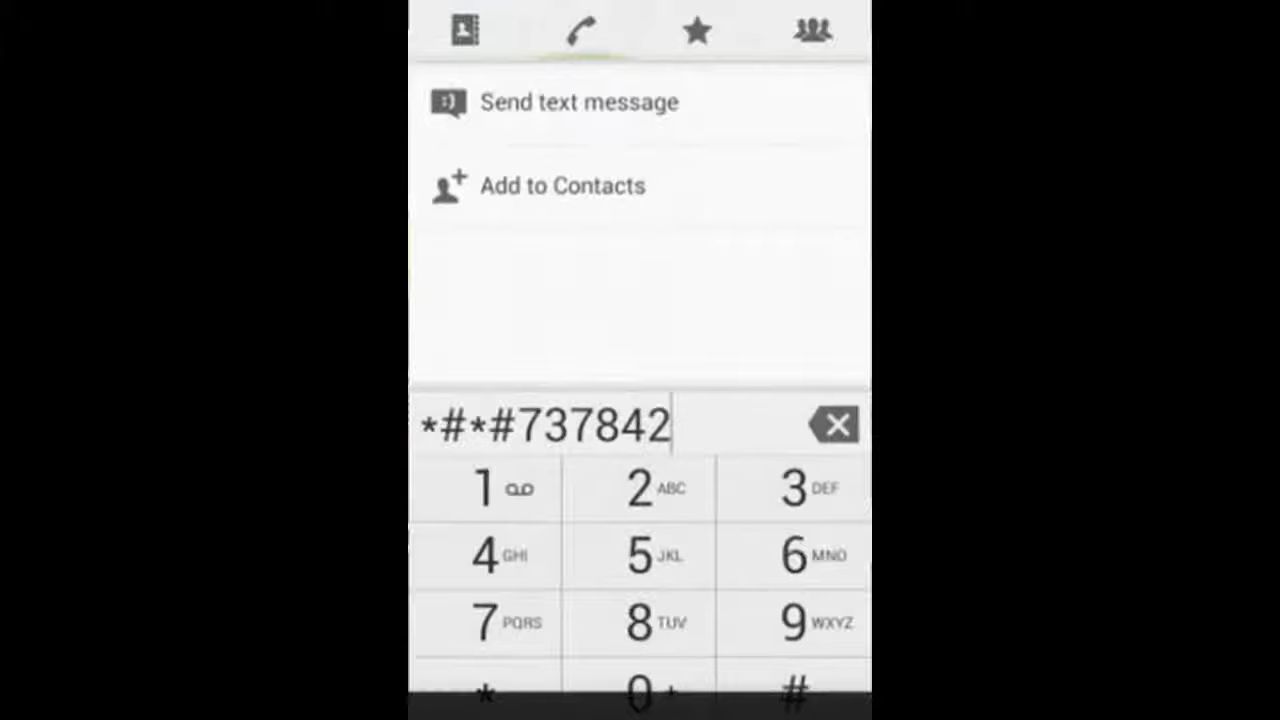 Send text message
Add to Contacts
*#*#737842
1 2 ABC 3 DEF
4 GHI 5 JKL 6 MNO
7 PQRS 8 TUV 9 WXYZ
* 0 + #